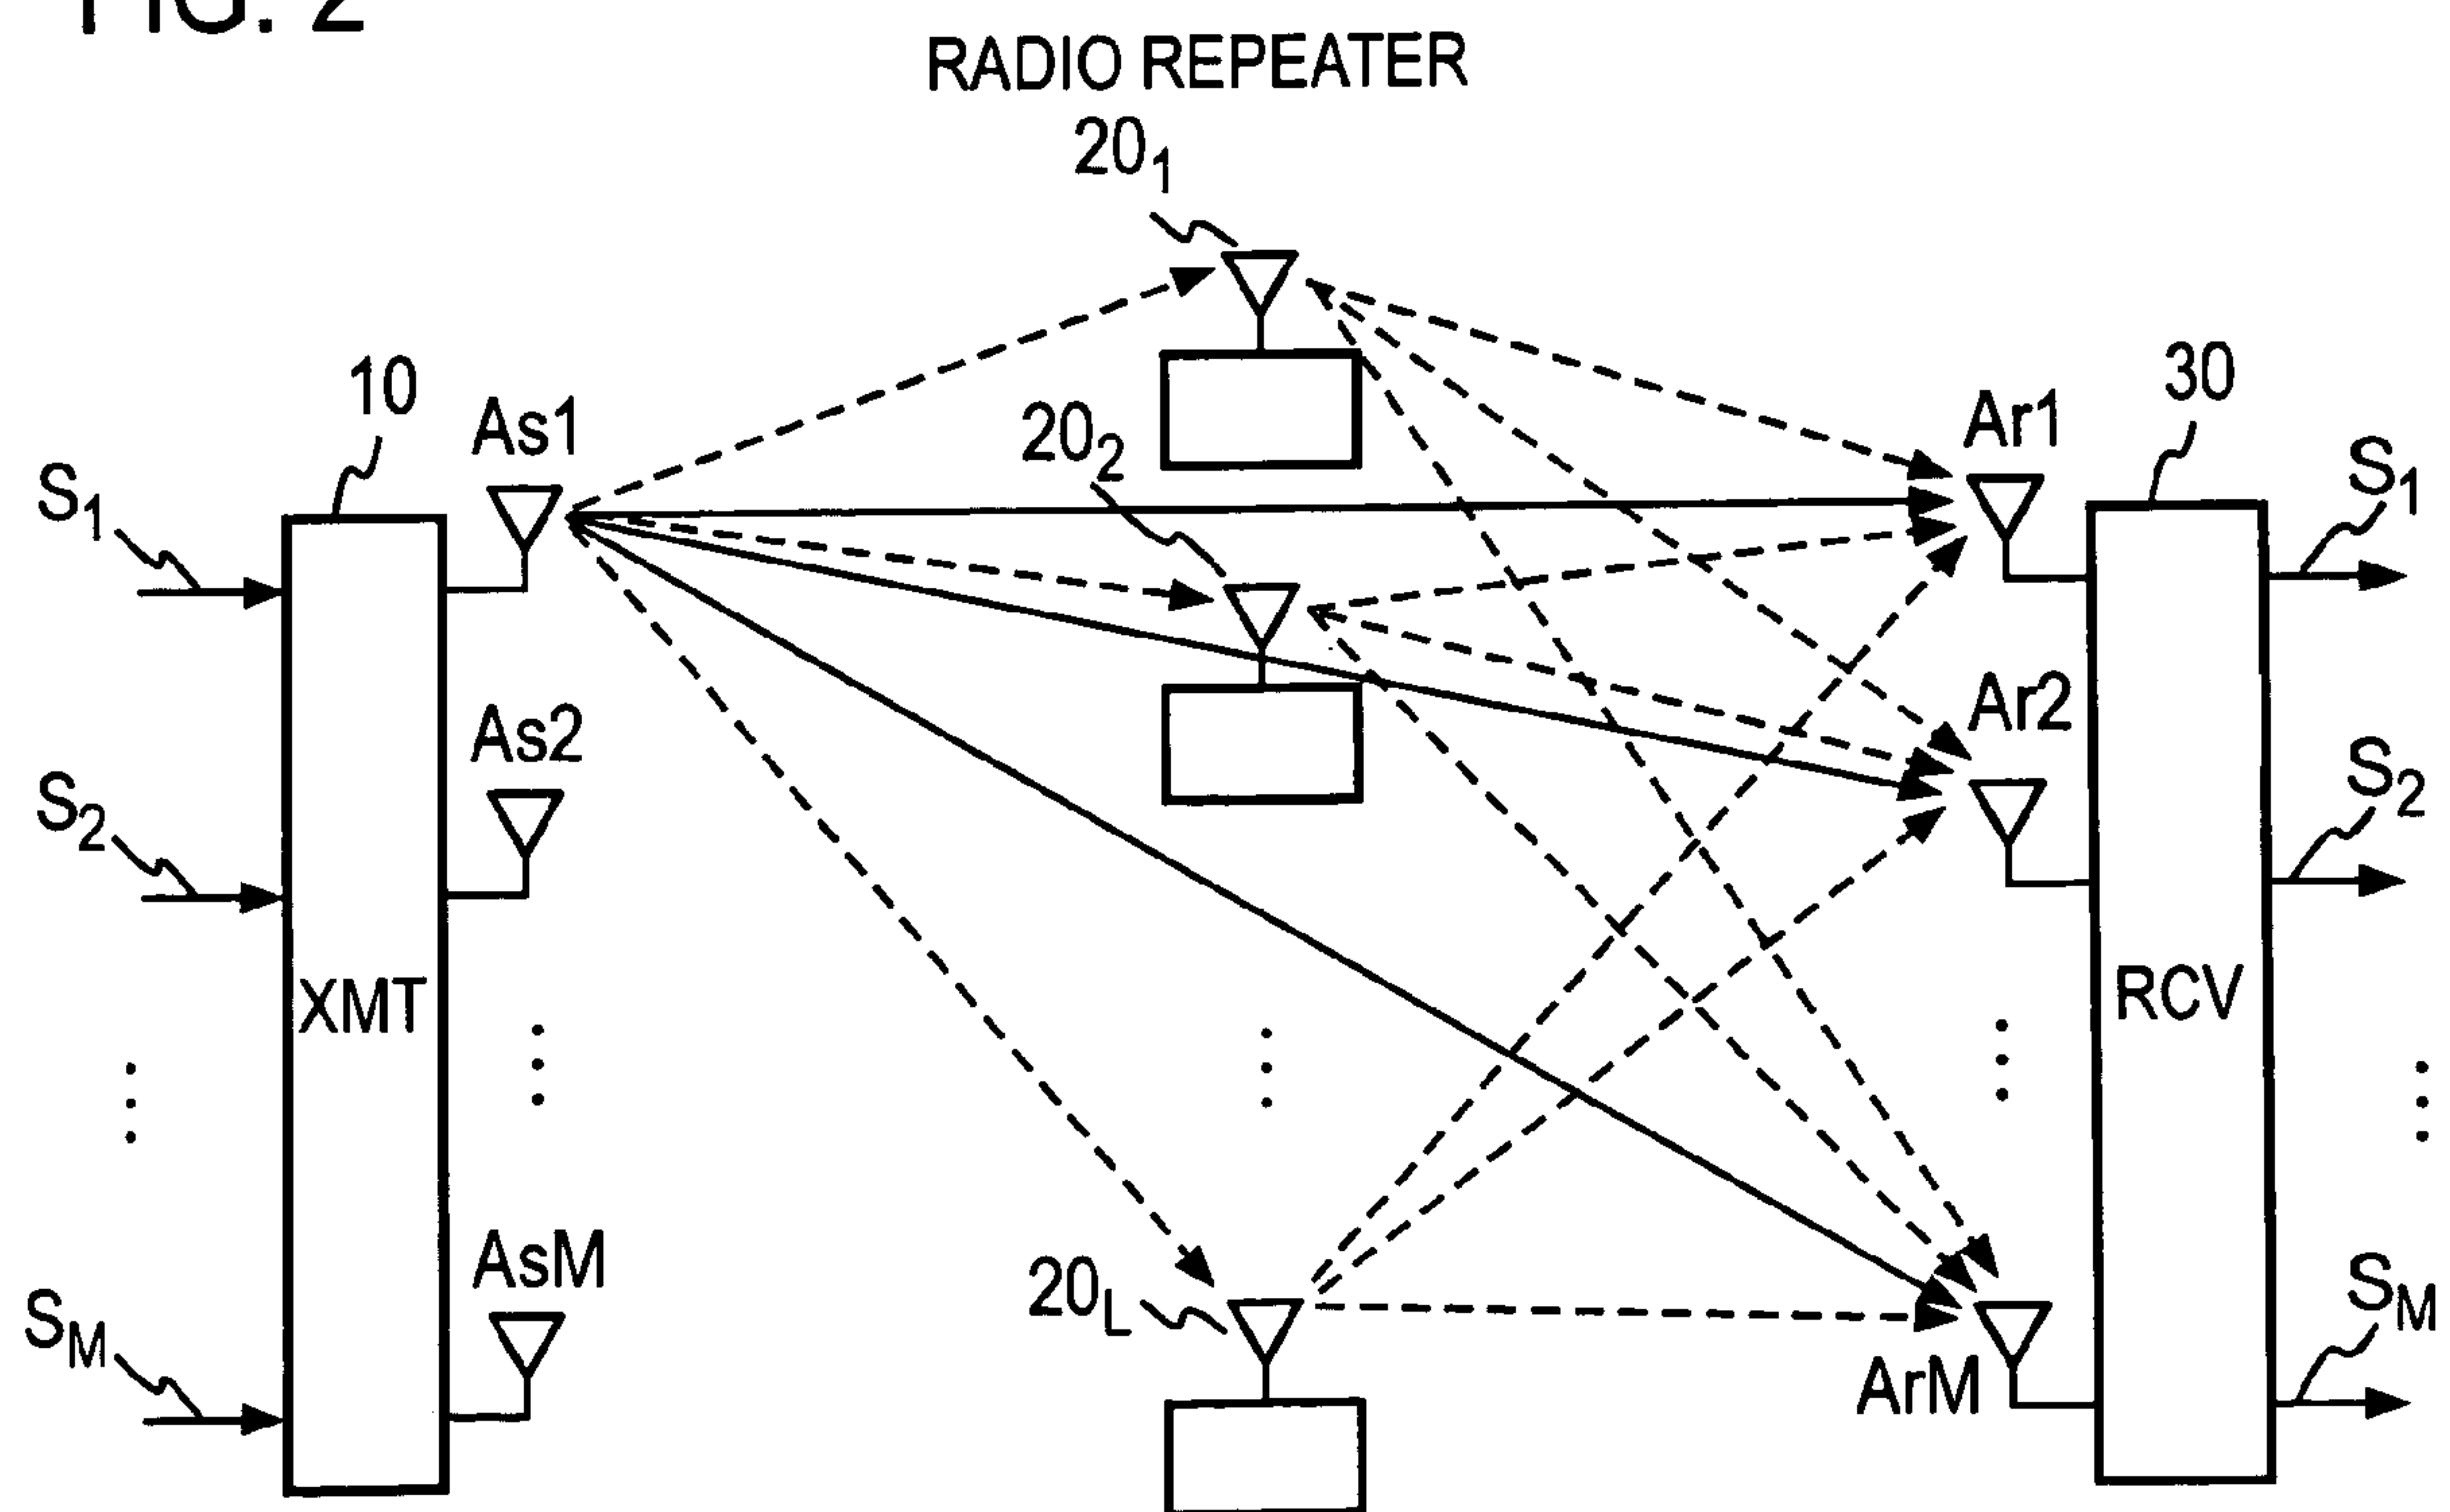 FIG. 2
RADIO REPEATER
20₁
10
As1
20₂
Ar1
30
S₁
S₁
As2
Ar2
S₂
S₂
XMT
RCV
AsM
20L
SM
SM
ArM